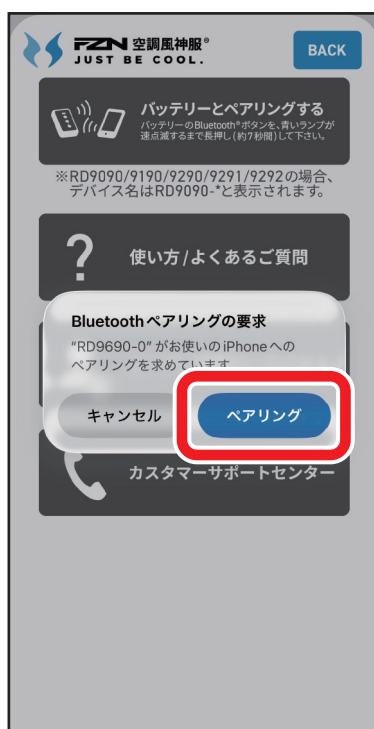 FZN 空調風神服®
JUST BE COOL.
BACK
バッテリーとペアリングする
バッテリーのBluetooth®ボタンを、青いランプが
速点滅するまで長押し(約7秒間)して下さい。
※RD9090/9190/9290/9291/9292の場合、
デバイス名はRD9090-*と表示されます。
?
使い方/よくあるご質問
Bluetoothペアリングの要求
"RD9690-0" がお使いのiPhoneへの
ペアリングを求めています
キャンセル
ペアリング
カスタマーサポートセンター